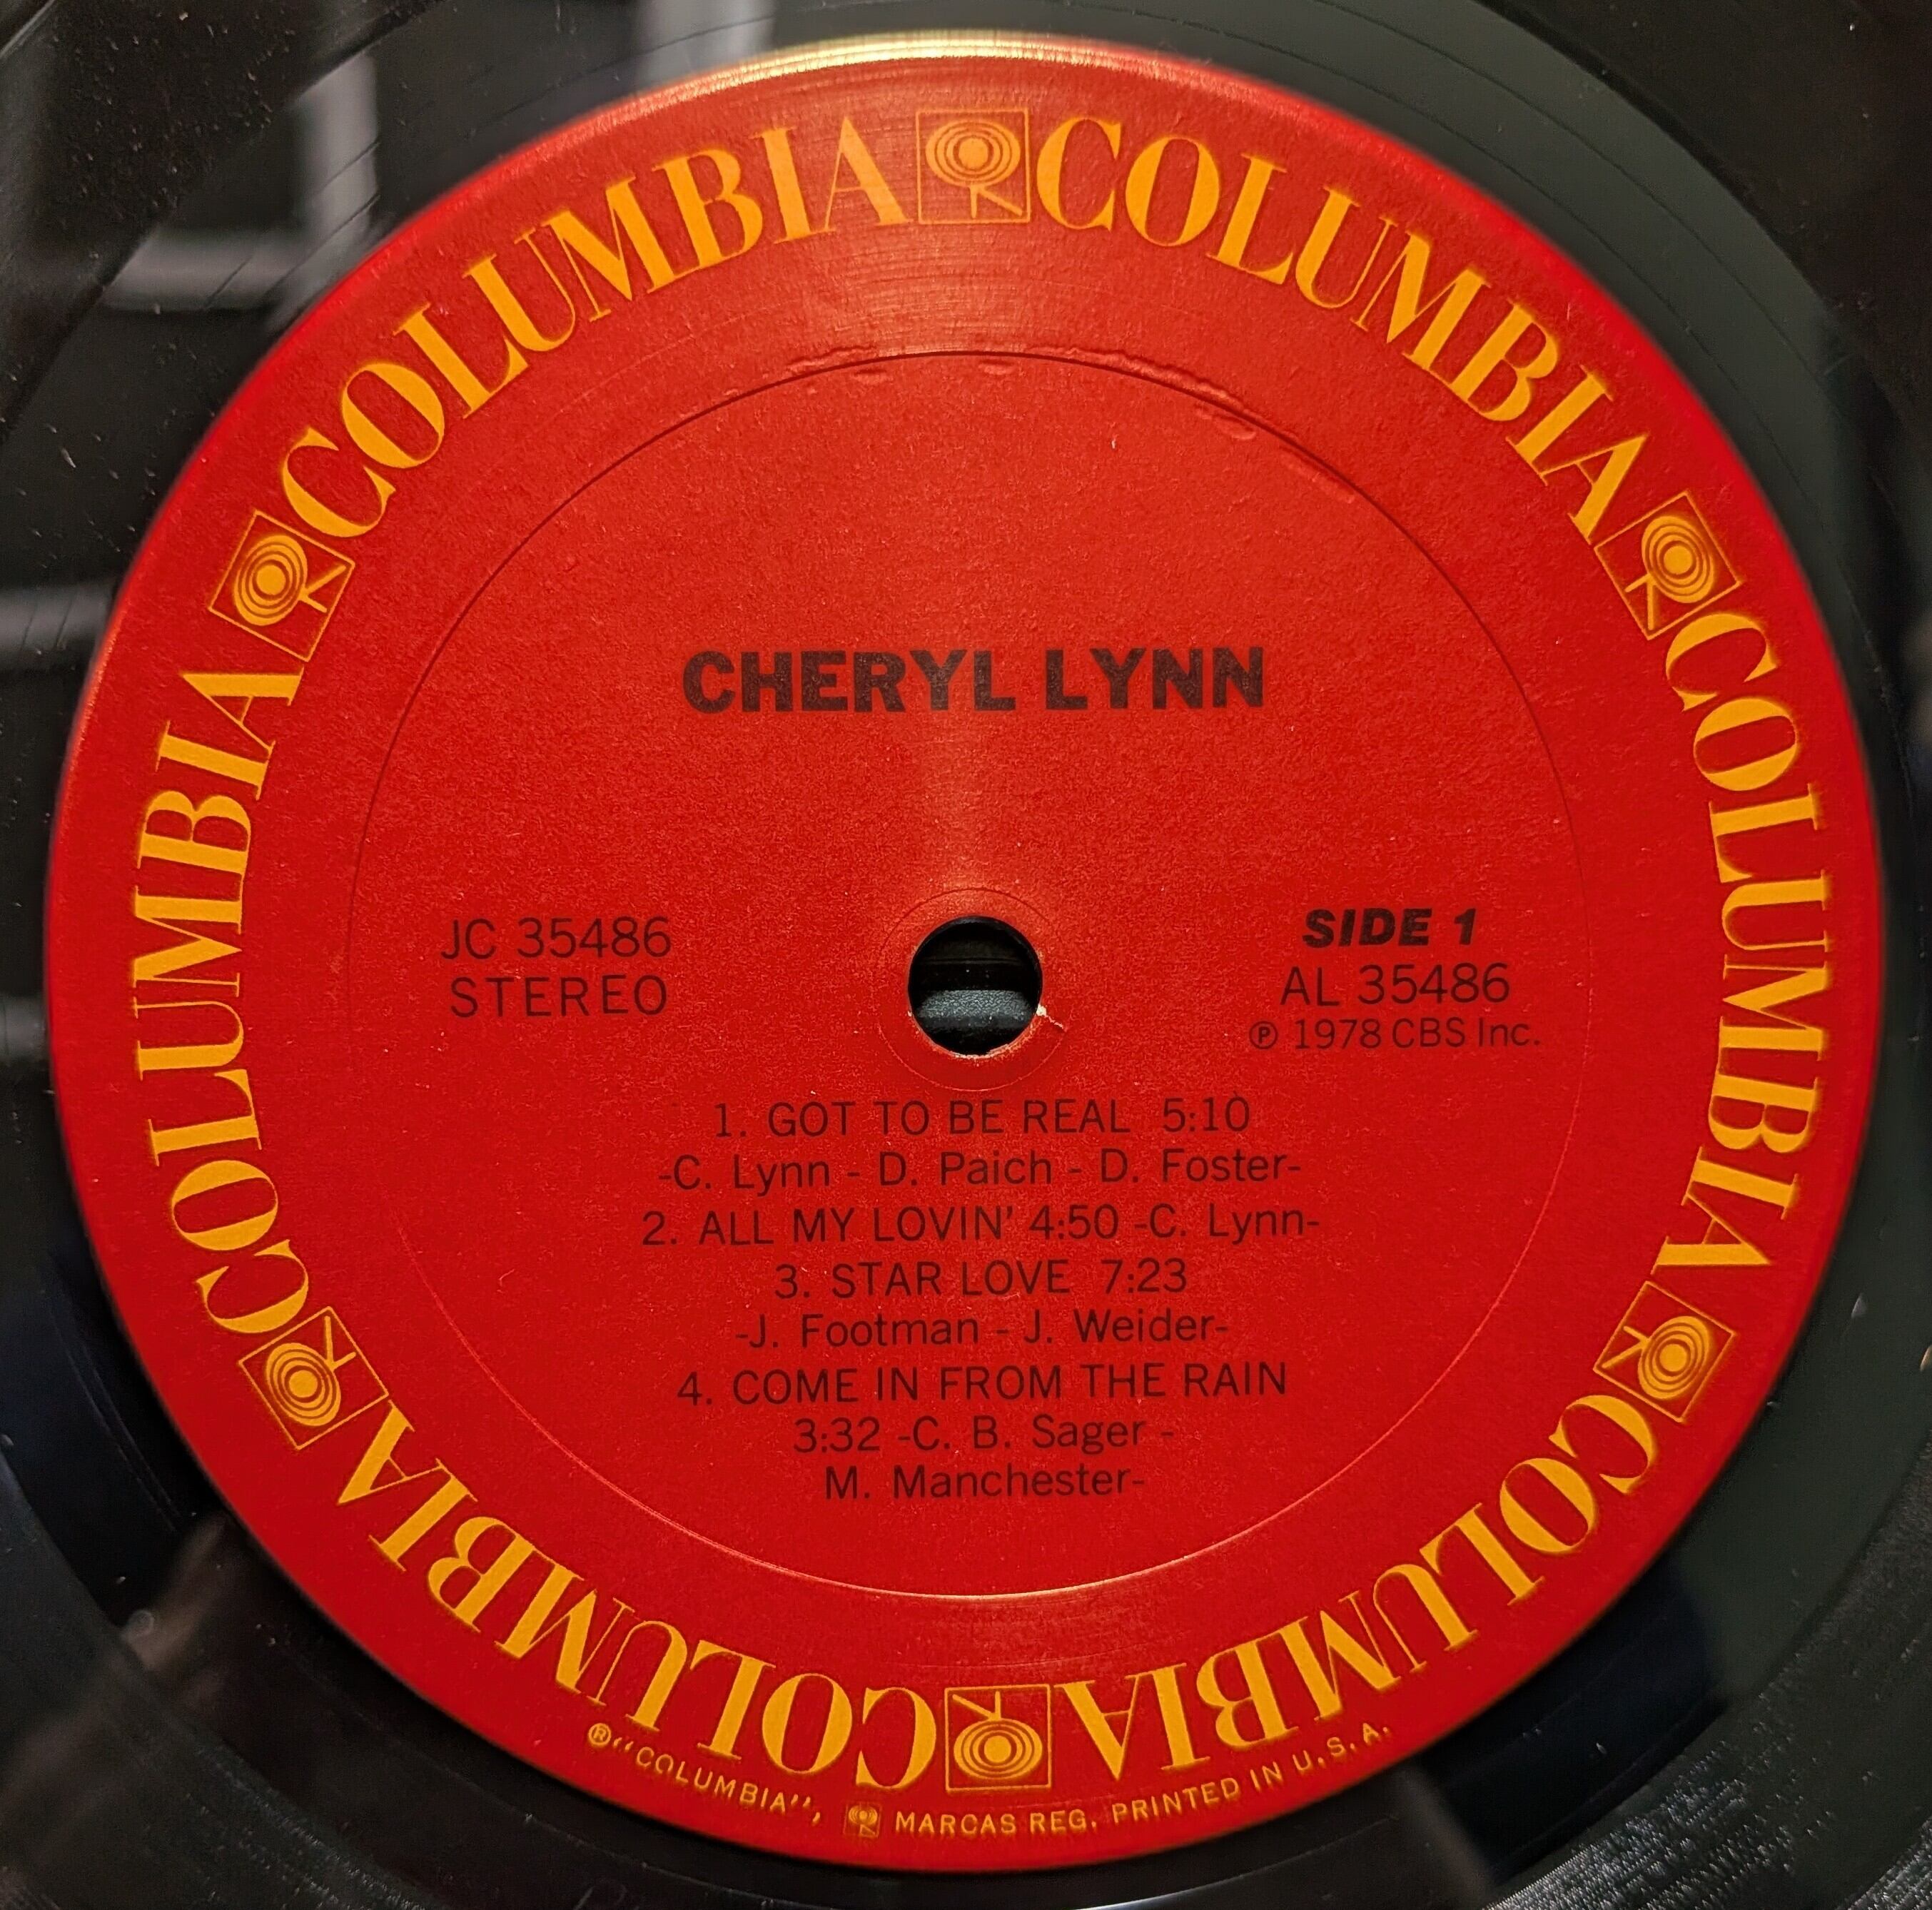 COLUMBIA COLUMBIA COLUMBIA COLUMBIA COLUMBIA COLUMBIA
CHERYL LYNN
JC 35486
STEREO
SIDE 1
AL 35486
℗ 1978 CBS Inc.
1. GOT TO BE REAL 5:10
-C. Lynn - D. Paich - D. Foster-
2. ALL MY LOVIN' 4:50 -C. Lynn-
3. STAR LOVE 7:23
-J. Footman - J. Weider-
4. COME IN FROM THE RAIN
3:32 -C. B. Sager -
M. Manchester-
®"COLUMBIA", MARCAS REG. PRINTED IN U.S.A.